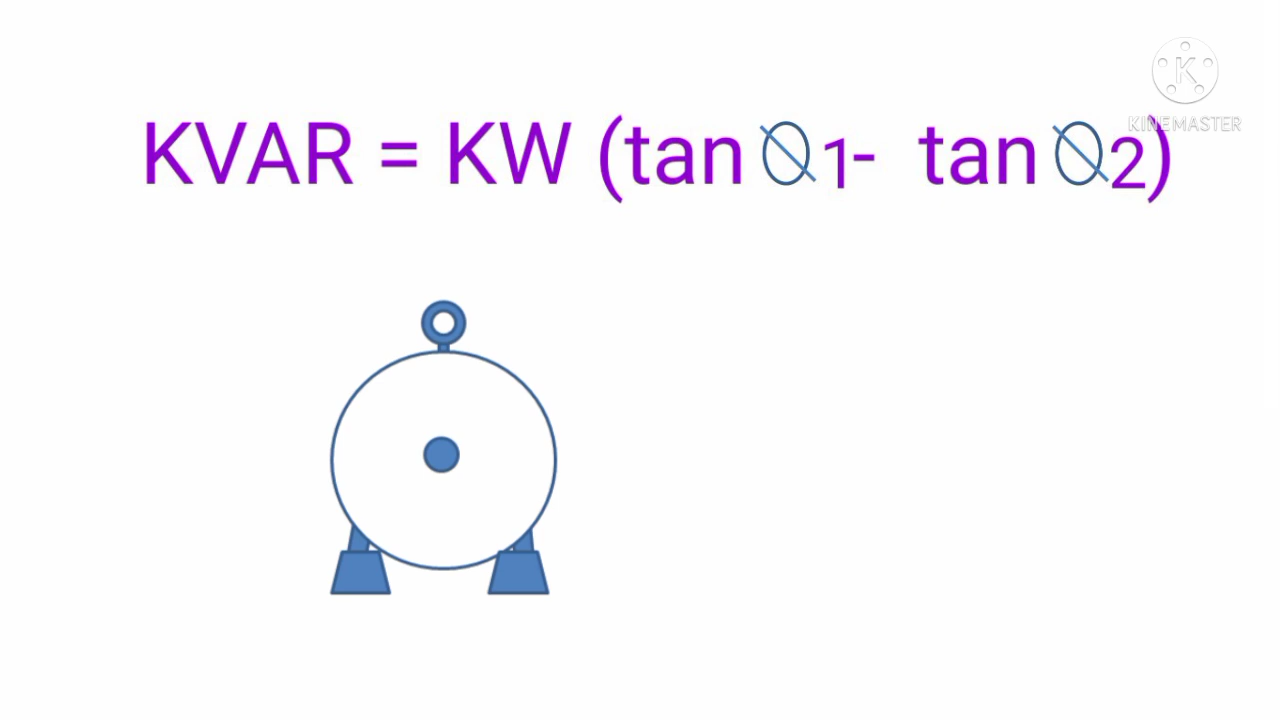 K
KINEMASTER
KVAR = KW (tan Ø1- tan Ø2)